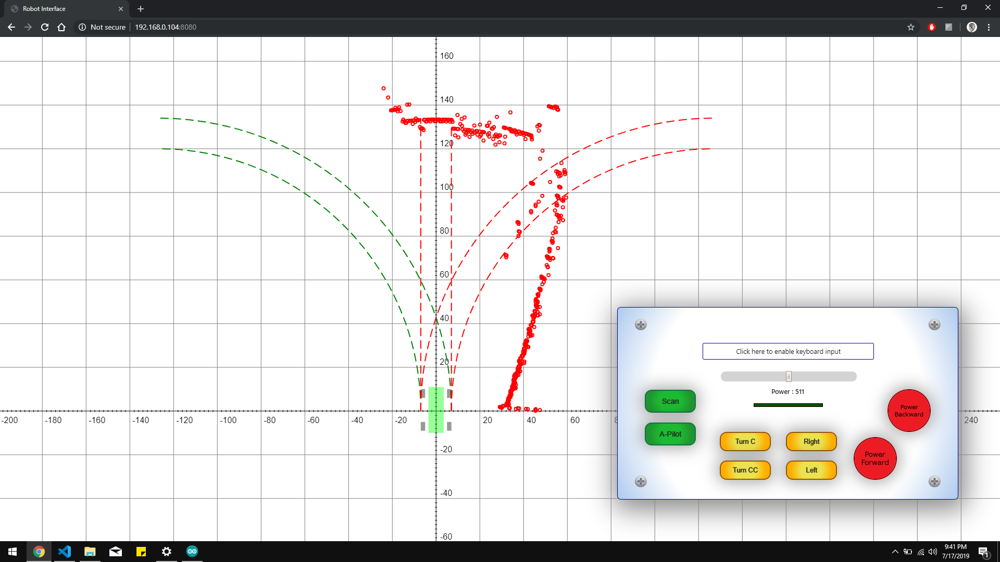 Robot Interface
Not secure 192.168.0.104:8080
160
140
120
100
80
60
40
20
-200 -180 -160 -140 -120 -100 -80 -60 -40 -20 20 40 60 8 240
-20
-40
-60
Click here to enable keyboard input
Power : 511
Scan
A-Pilot
Turn C
Right
Turn CC
Left
Power
Backward
Power
Forward
9:41 PM
7/17/2019
1